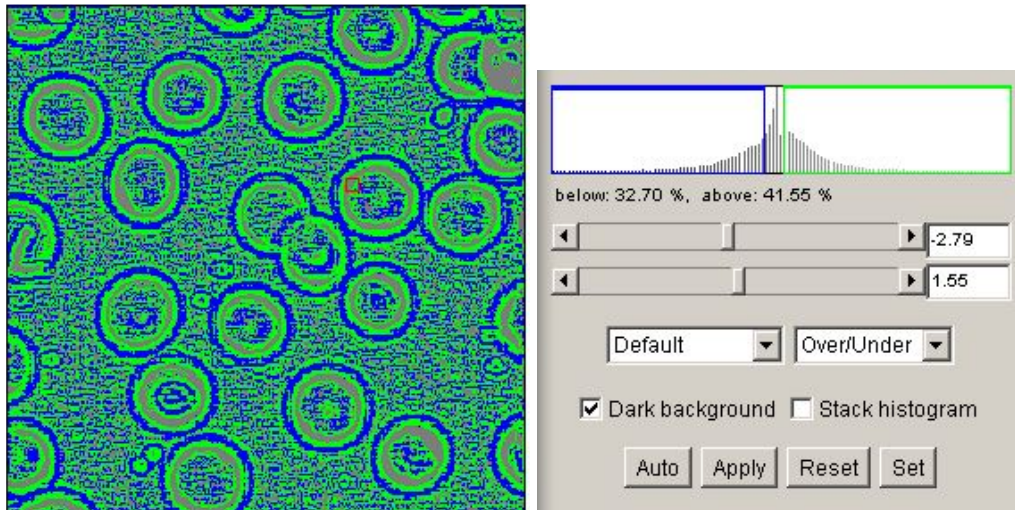 below: 32.70 %, above: 41.55 %
-2.79
1.55
Default Over/Under
Dark background Stack histogram
Auto Apply Reset Set